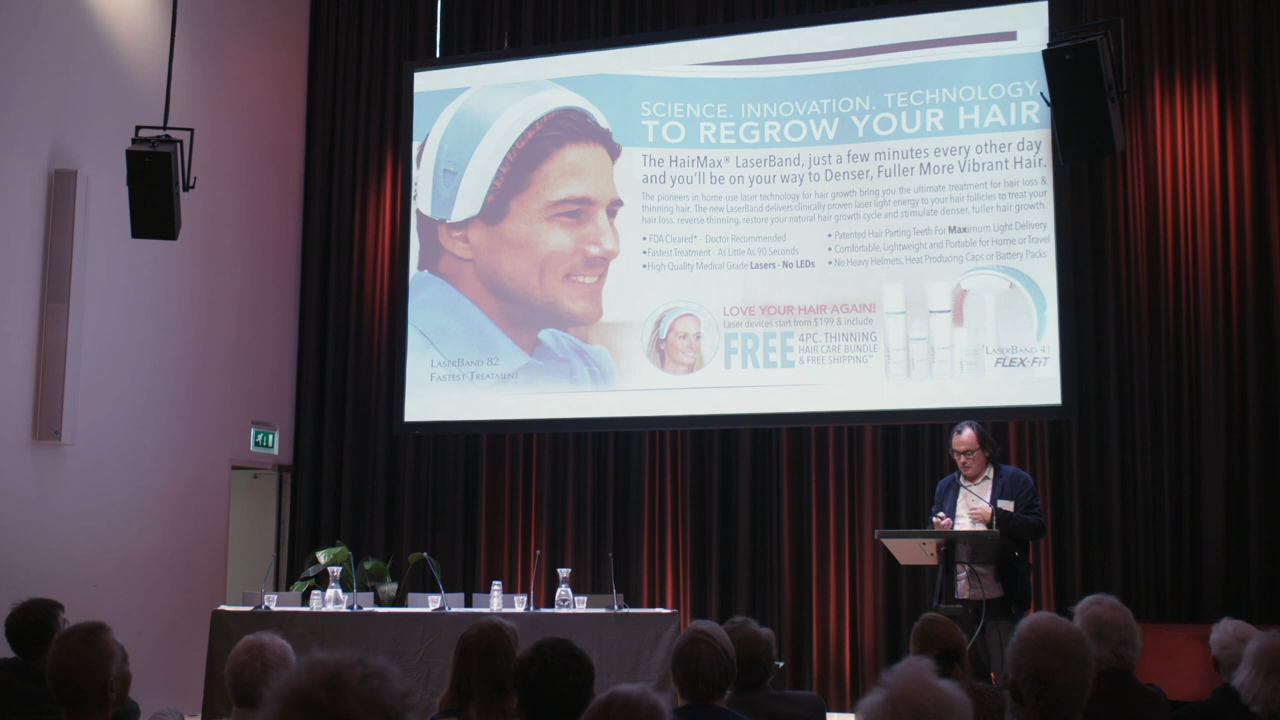 SCIENCE. INNOVATION. TECHNOLOGY
TO REGROW YOUR HAIR
The HairMax® LaserBand, just a few minutes every other day
and you'll be on your way to Denser, Fuller More Vibrant Hair.
The pioneers in home use laser technology for hair growth bring you the ultimate treatment for hair loss &
thinning hair. The new LaserBand delivers clinically proven laser light energy to your hair follicles to treat your
hair loss, reverse thinning, restore your natural hair growth cycle and stimulate denser, fuller hair growth.
• FDA Cleared* - Doctor Recommended
• Fastest Treatment - As Little As 90 Seconds
• High Quality Medical Grade Lasers - No LEDs
• Patented Hair Parting Teeth For Maximum Light Delivery
• Comfortable, Lightweight and Portable for Home or Travel
• No Heavy Helmets, Heat Producing Caps or Battery Packs
LOVE YOUR HAIR AGAIN!
Laser devices start from $199 & include
FREE
4PC. THINNING
HAIR CARE BUNDLE
& FREE SHIPPING**
LASERBAND 82
FASTEST TREATMENT
LASERBAND 41
FLEX-FIT